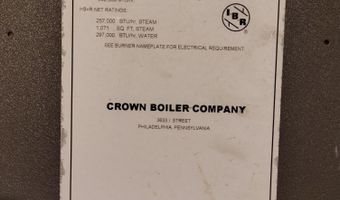 I=B=R NET RATINGS:
I B R
257,000 BTU/hr, STEAM
1,071 SQ. FT, STEAM
297,000 BTU/hr, WATER
SEE BURNER NAMEPLATE FOR ELECTRICAL REQUIREMENT
CROWN BOILER COMPANY
3633 I STREET
PHILADELPHIA, PENNSYLVANIA